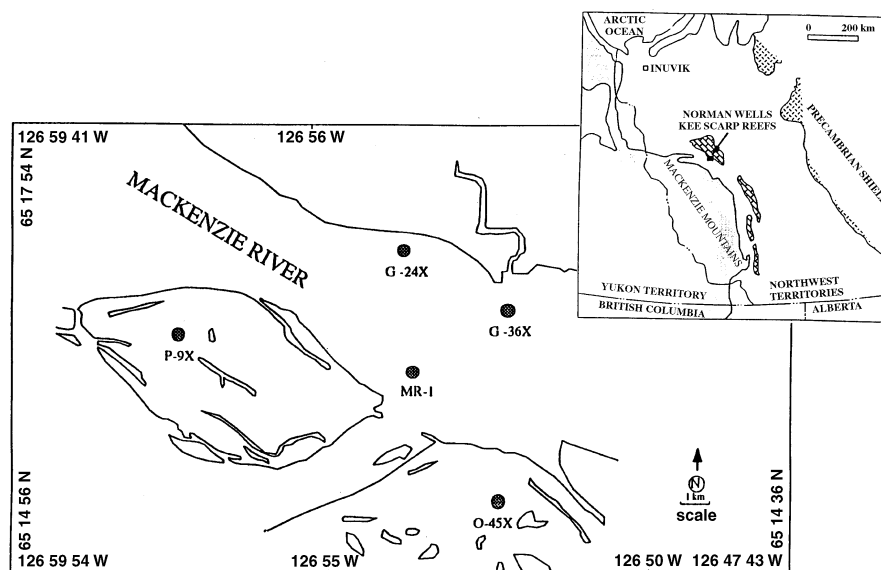 ARCTIC
OCEAN
0 200 km
INUVIK
NORMAN WELLS
KEE SCARP REEFS
PRECAMBRIAN SHIEL
MACKENZIE MOUNTAINS
YUKON TERRITORY
NORTHWEST
TERRITORIES
BRITISH COLUMBIA
ALBERTA
126 59 41 W
126 56 W
65 17 54 N
MACKENZIE RIVER
G -24X
G -36X
P-9X
MR-1
O-45X
N
1 km
scale
65 14 56 N
65 14 36 N
126 59 54 W
126 55 W
126 50 W
126 47 43 W